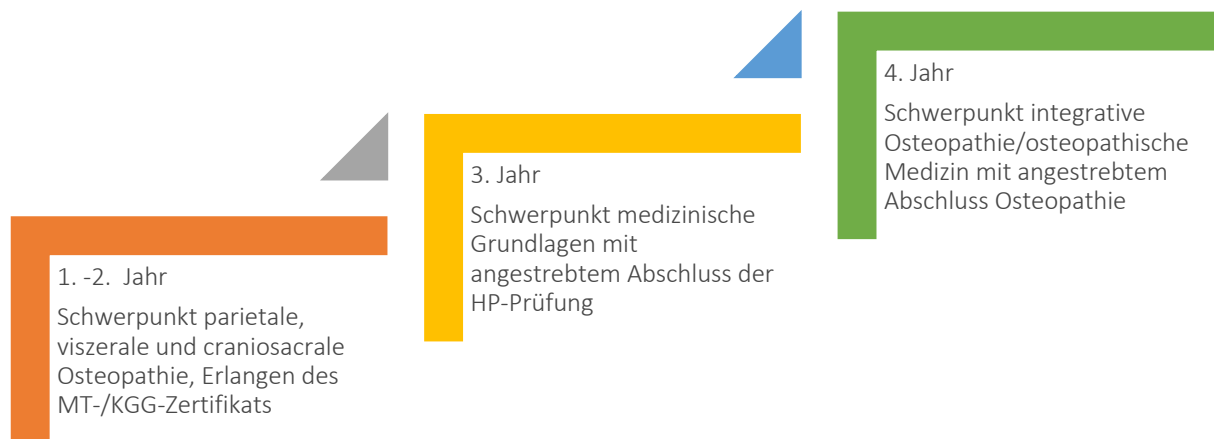 1. -2. Jahr
Schwerpunkt parietale,
viszerale und craniosacrale
Osteopathie, Erlangen des
MT-/KGG-Zertifikats
3. Jahr
Schwerpunkt medizinische
Grundlagen mit
angestrebtem Abschluss der
HP-Prüfung
4. Jahr
Schwerpunkt integrative
Osteopathie/osteopathische
Medizin mit angestrebtem
Abschluss Osteopathie